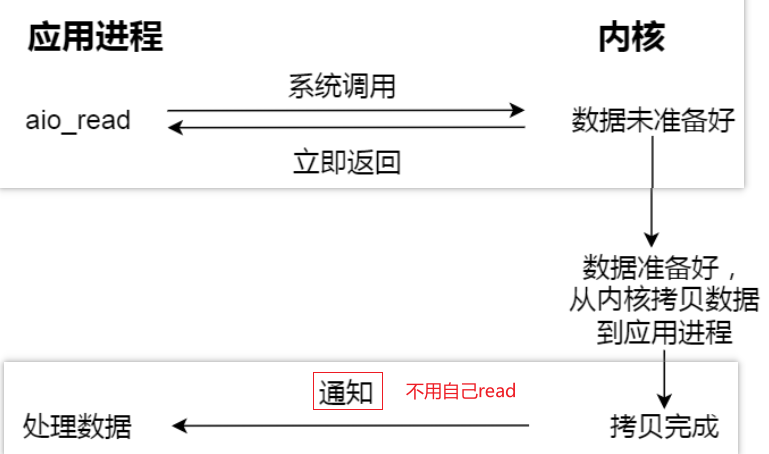 应用进程
内核
系统调用
aio_read
数据未准备好
立即返回
数据准备好，
从内核拷贝数据
到应用进程
通知
不用自己read
处理数据
拷贝完成